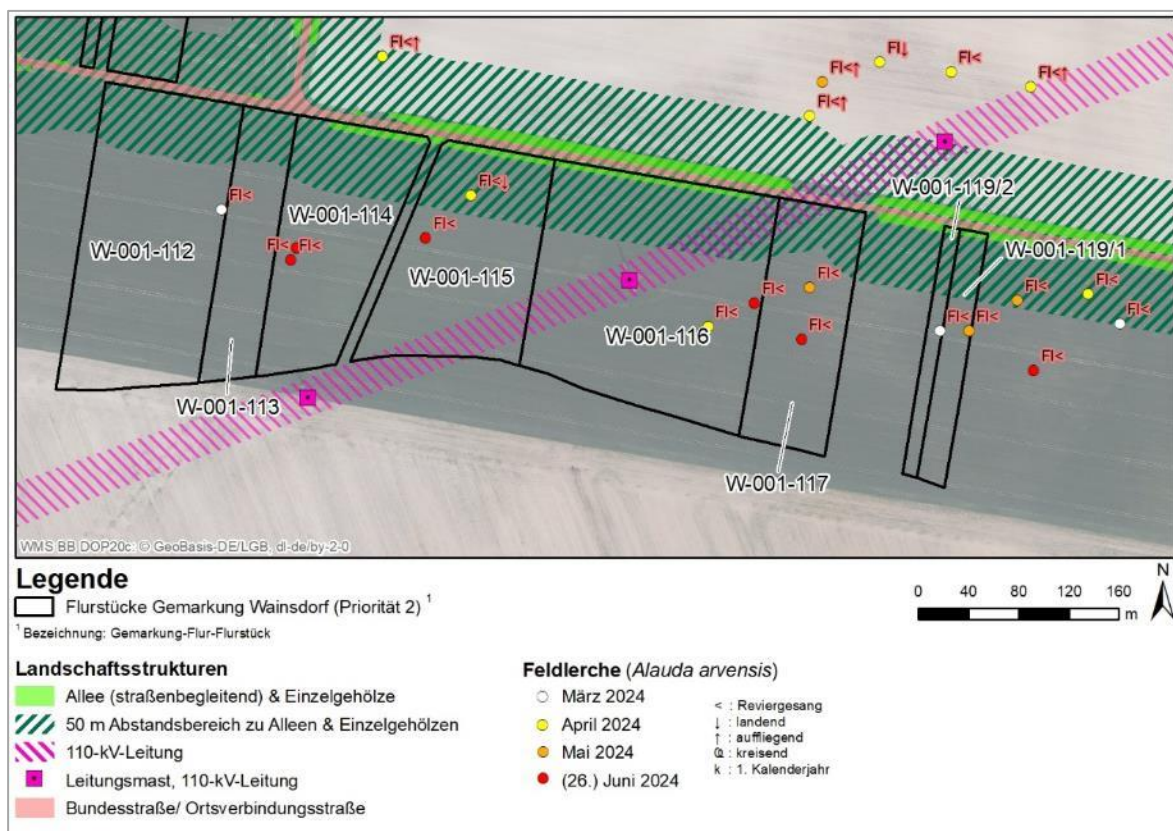 Fl<↑
Fl↓
Fl<
Fl<↑
Fl<↑
Fl<↑
W-001-119/2
Fl<
Fl<↓
W-001-114
W-001-119/1
Fl<
W-001-112
Fl<
Fl<
W-001-115
Fl<
Fl<
Fl<
Fl<
Fl<
Fl<
W-001-116
Fl<
Fl<
Fl<
Fl<
W-001-113
W-001-117
WMS BB DOP20c: © GeoBasis-DE/LGB, dl-de/by-2-0
Legende
Flurstücke Gemarkung Wainsdorf (Priorität 2) ¹
¹ Bezeichnung: Gemarkung-Flur-Flurstück
0 40 80 120 160
m
N
Landschaftsstrukturen
Allee (straßenbegleitend) & Einzelgehölze
50 m Abstandsbereich zu Alleen & Einzelgehölzen
110-kV-Leitung
Leitungsmast, 110-kV-Leitung
Bundesstraße/ Ortsverbindungsstraße
Feldlerche (Alauda arvensis)
März 2024
April 2024
Mai 2024
(26.) Juni 2024
< : Reviergesang
↓ : landend
↑ : auffliegend
: kreisend
k : 1. Kalenderjahr